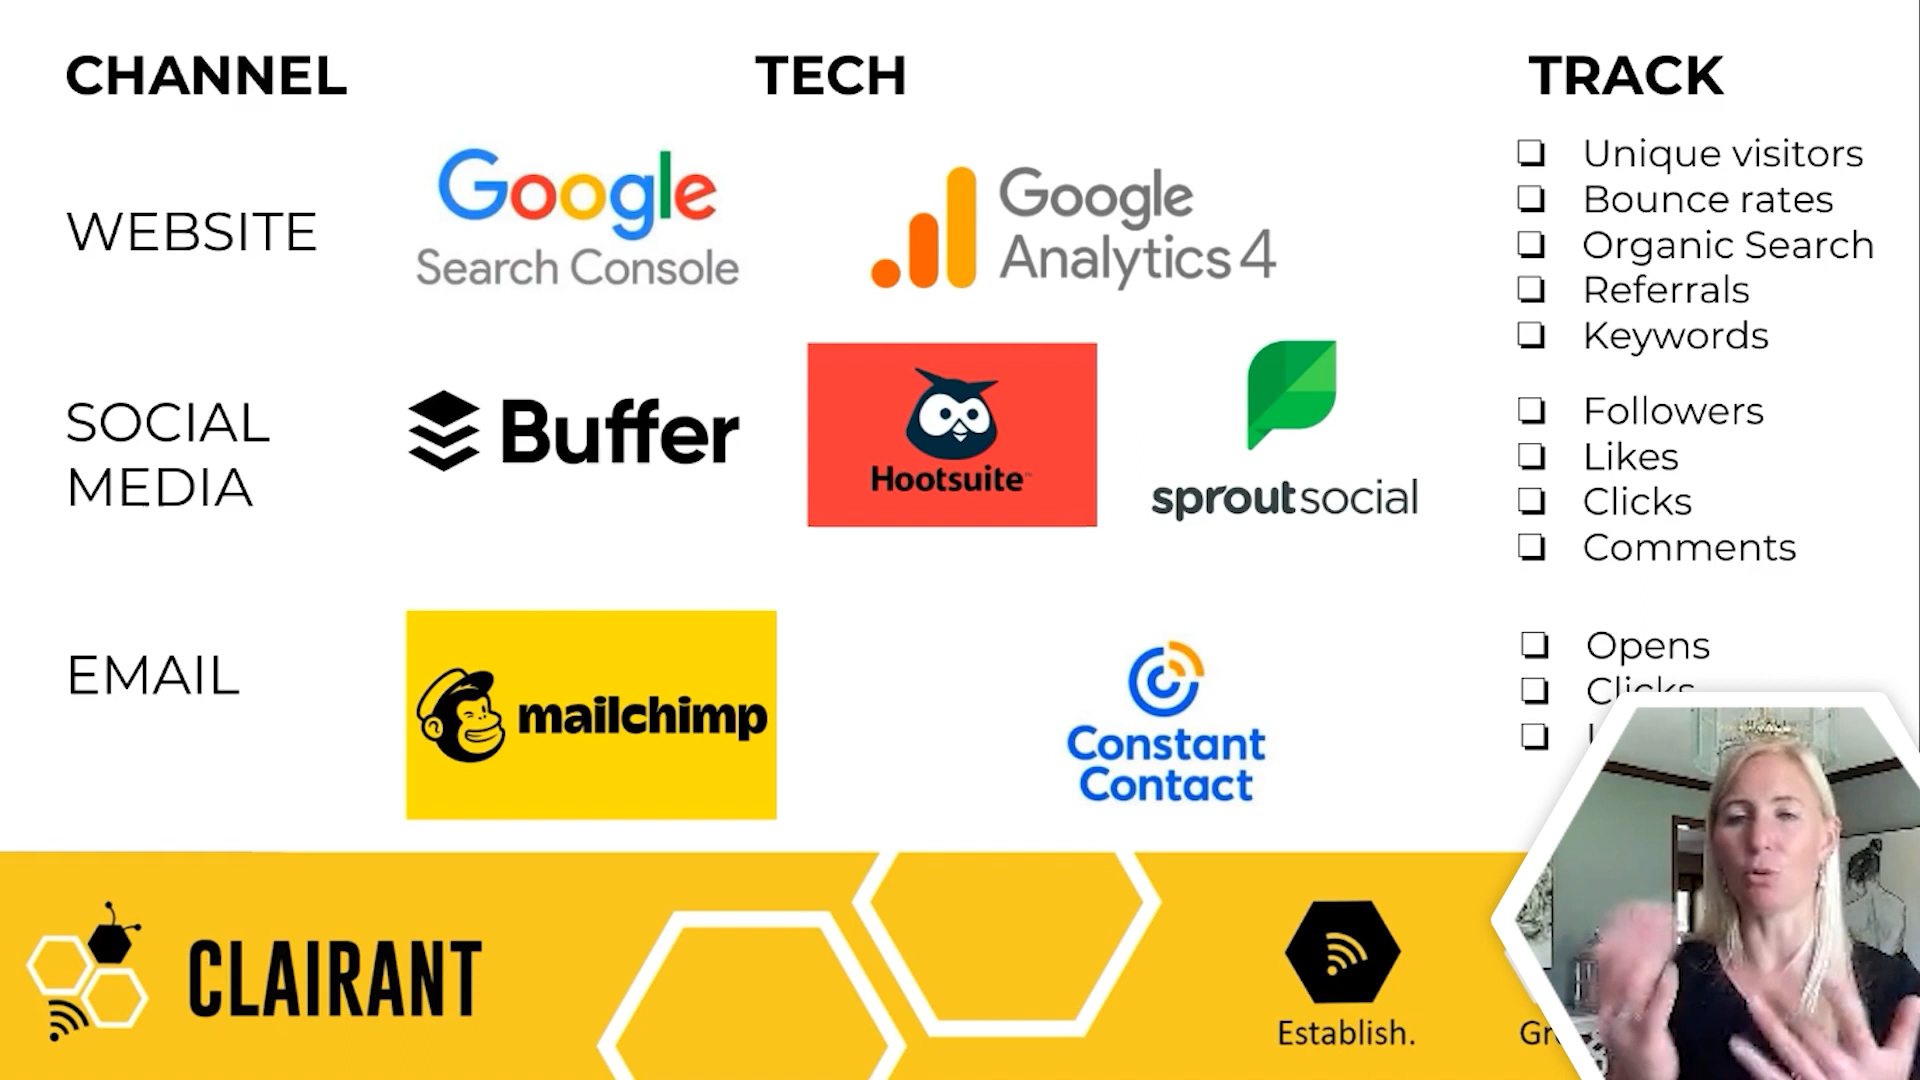 CHANNEL
TECH
TRACK
WEBSITE
Google
Search Console
Google
Analytics 4
Unique visitors
Bounce rates
Organic Search
Referrals
Keywords
SOCIAL
MEDIA
Buffer
Hootsuite
sproutsocial
Followers
Likes
Clicks
Comments
EMAIL
mailchimp
Constant
Contact
Opens
Clicks
CLAIRANT
Establish.